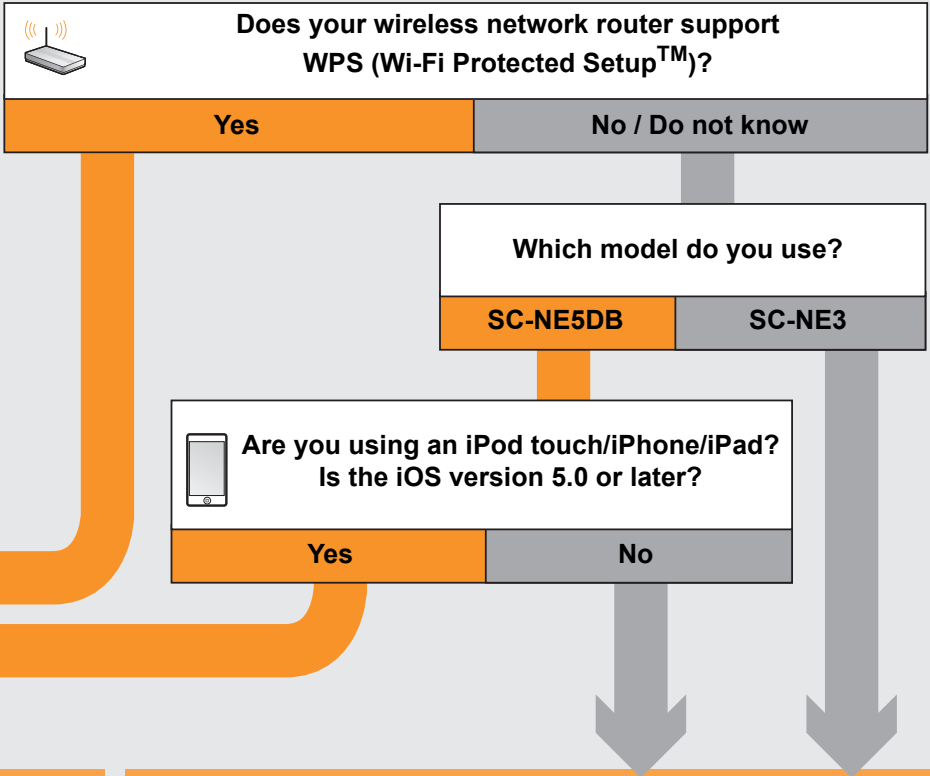 Does your wireless network router support
WPS (Wi-Fi Protected Setup™)?
Yes
No / Do not know
Which model do you use?
SC-NE5DB
SC-NE3
Are you using an iPod touch/iPhone/iPad?
Is the iOS version 5.0 or later?
Yes
No